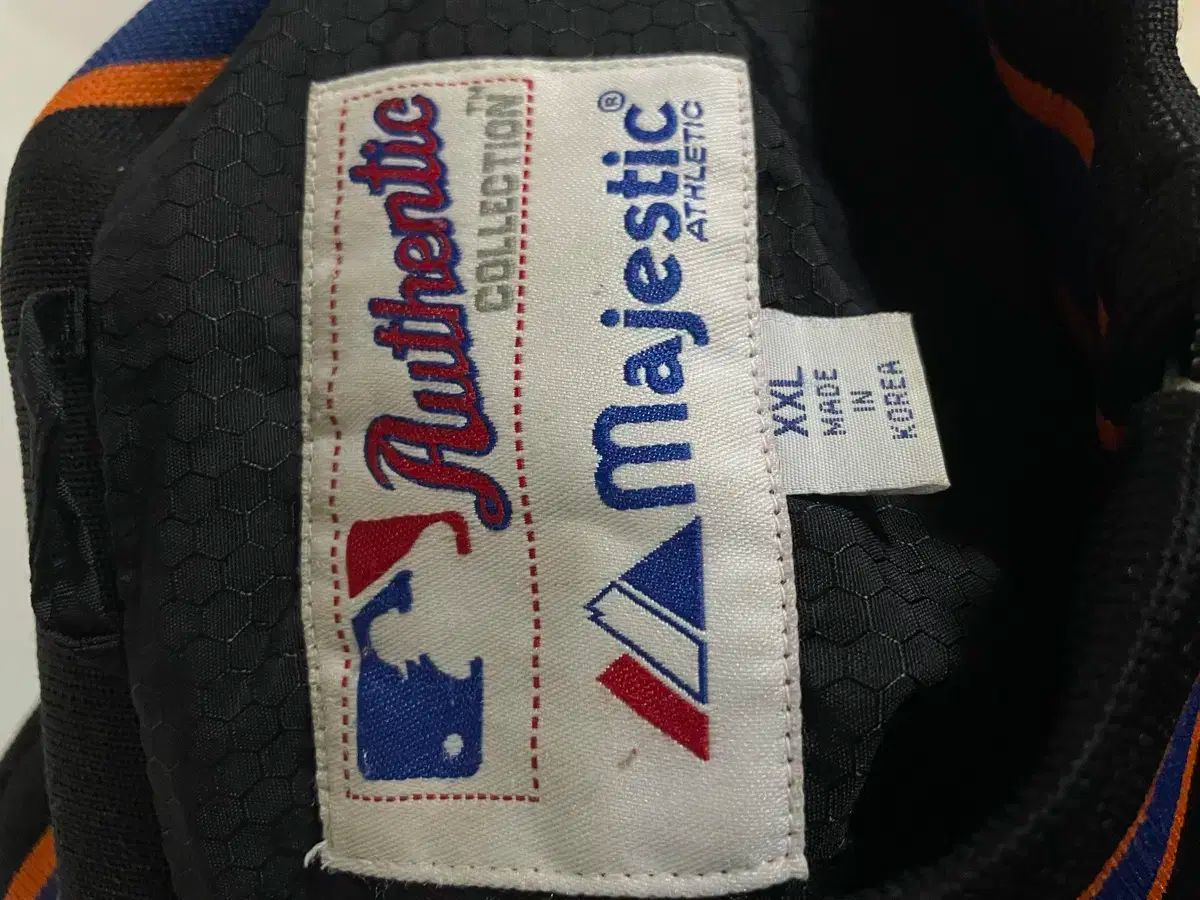 Authentic
COLLECTION™
majestic®
ATHLETIC
XXL
MADE
IN
KOREA